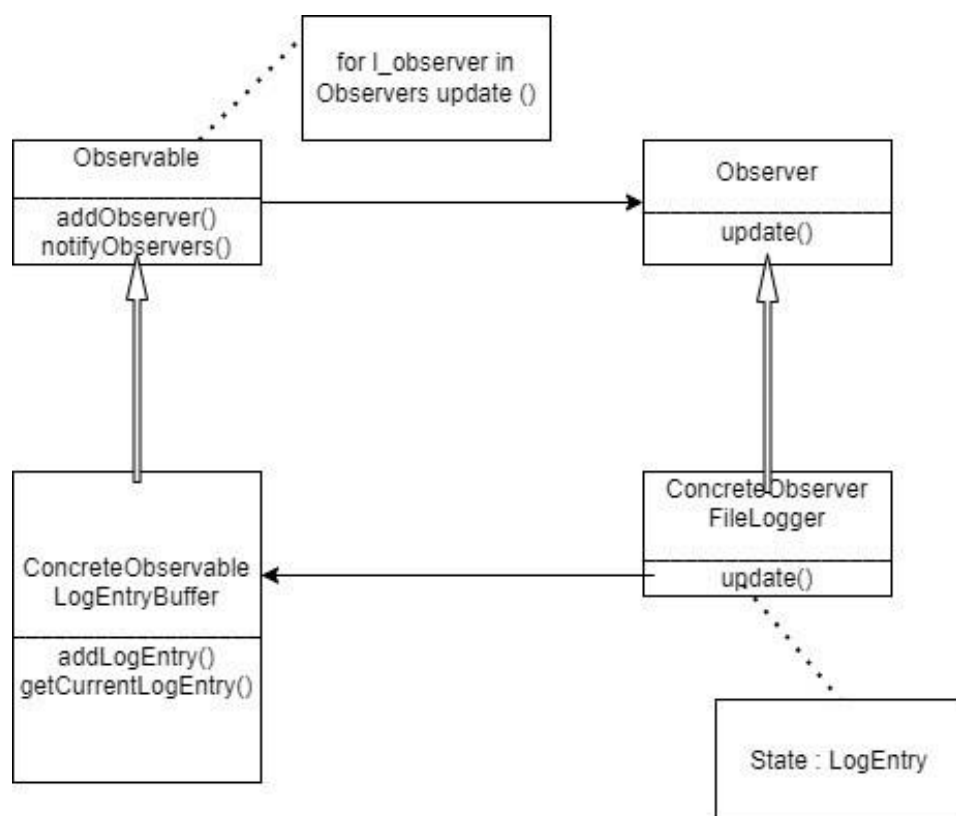 for l_observer in
Observers update ()
Observable
addObserver()
notifyObservers()
Observer
update()
ConcreteObservable
LogEntryBuffer
addLogEntry()
getCurrentLogEntry()
ConcreteObserver
FileLogger
update()
State : LogEntry